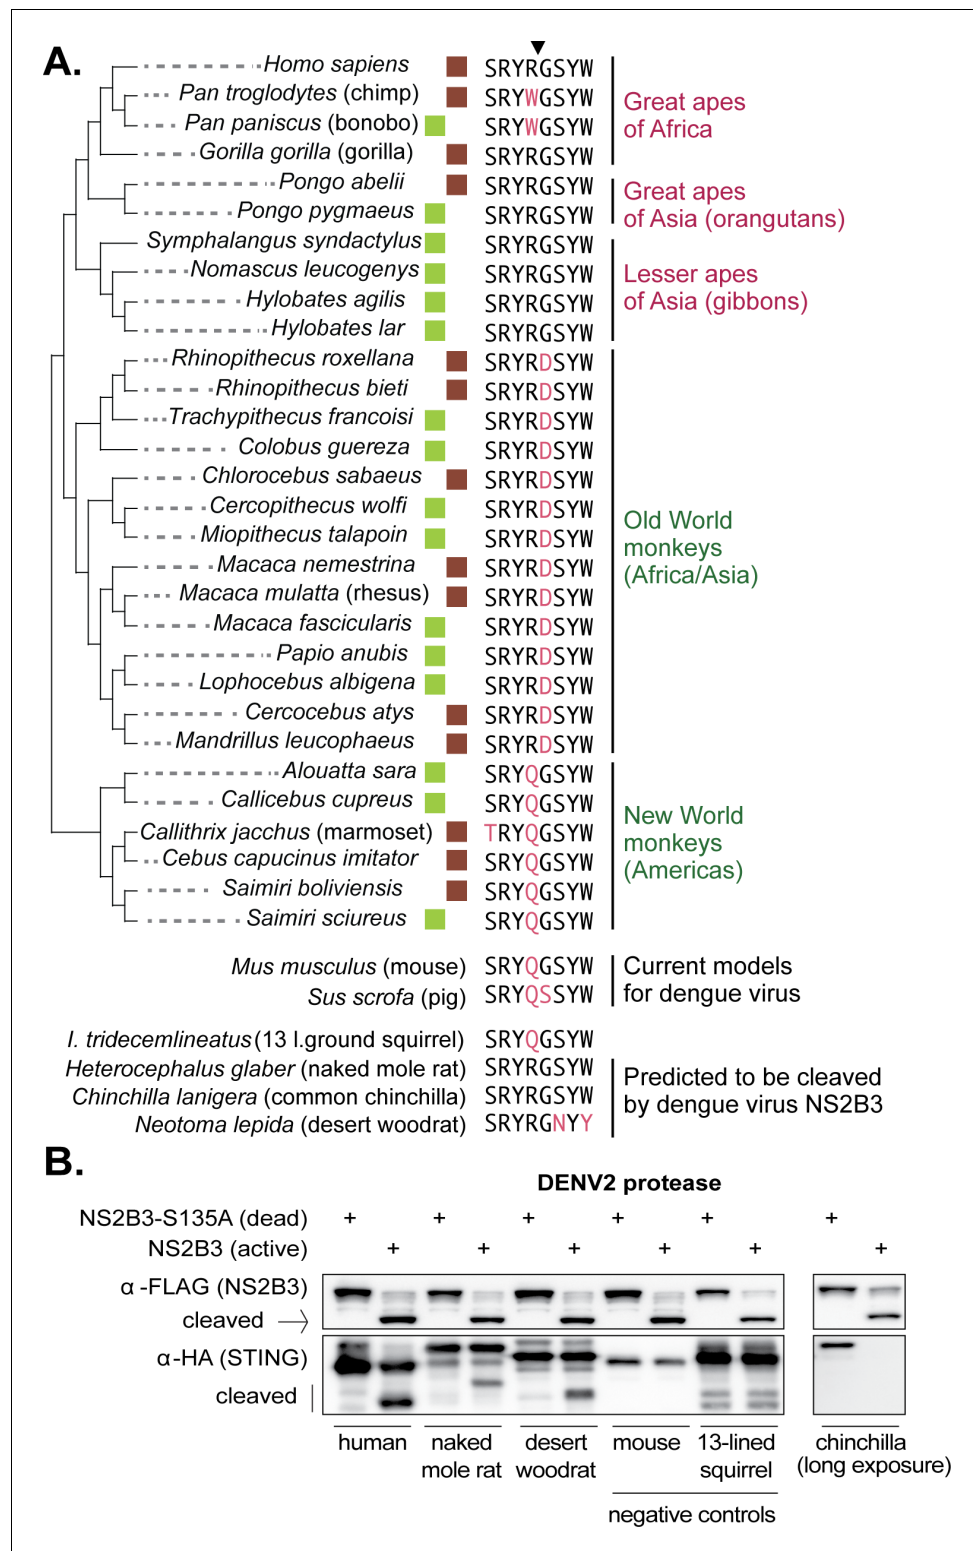 A.
Homo sapiens SRYRGSYW
Pan troglodytes (chimp) SRYWGSYW
Pan paniscus (bonobo) SRYWGSYW
Gorilla gorilla (gorilla) SRYRGSYW
Great apes
of Africa
Pongo abelii SRYRGSYW
Pongo pygmaeus SRYRGSYW
Great apes
of Asia (orangutans)
Symphalangus syndactylus SRYRGSYW
Nomascus leucogenys SRYRGSYW
Hylobates agilis SRYRGSYW
Hylobates lar SRYRGSYW
Lesser apes
of Asia (gibbons)
Rhinopithecus roxellana SRYRDSYW
Rhinopithecus bieti SRYRDSYW
Trachypithecus francoisi SRYRDSYW
Colobus guereza SRYRDSYW
Chlorocebus sabaeus SRYRDSYW
Cercopithecus wolfi SRYRDSYW
Miopithecus talapoin SRYRDSYW
Macaca nemestrina SRYRDSYW
Macaca mulatta (rhesus) SRYRDSYW
Macaca fascicularis SRYRDSYW
Papio anubis SRYRDSYW
Lophocebus albigena SRYRDSYW
Cercocebus atys SRYRDSYW
Mandrillus leucophaeus SRYRDSYW
Old World
monkeys
(Africa/Asia)
Alouatta sara SRYQGSYW
Callicebus cupreus SRYQGSYW
Callithrix jacchus (marmoset) TRYQGSYW
Cebus capucinus imitator SRYQGSYW
Saimiri boliviensis SRYQGSYW
Saimiri sciureus SRYQGSYW
New World
monkeys
(Americas)
Mus musculus (mouse) SRYQGSYW
Sus scrofa (pig) SRYQSSYW
Current models
for dengue virus
I. tridecemlineatus (13 l.ground squirrel) SRYQGSYW
Heterocephalus glaber (naked mole rat) SRYRGSYW
Chinchilla lanigera (common chinchilla) SRYRGSYW
Neotoma lepida (desert woodrat) SRYRGNYY
Predicted to be cleaved
by dengue virus NS2B3
B.
DENV2 protease
NS2B3-S135A (dead) + + + + + +
NS2B3 (active) + + + + + +
α-FLAG (NS2B3)
cleaved
α-HA (STING)
cleaved
human naked desert mouse 13-lined chinchilla
mole rat woodrat squirrel (long exposure)
negative controls